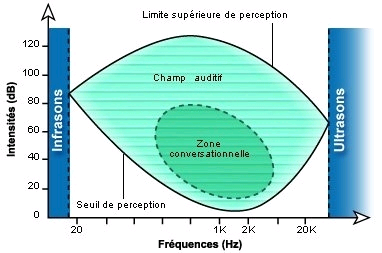 Limite supérieure de perception
Intensités (dB)
120
100
80
60
40
20
0
Infrasons
Champ auditif
Zone
conversationnelle
Seuil de perception
Ultrasons
20
1K
2K
20K
Fréquences (Hz)